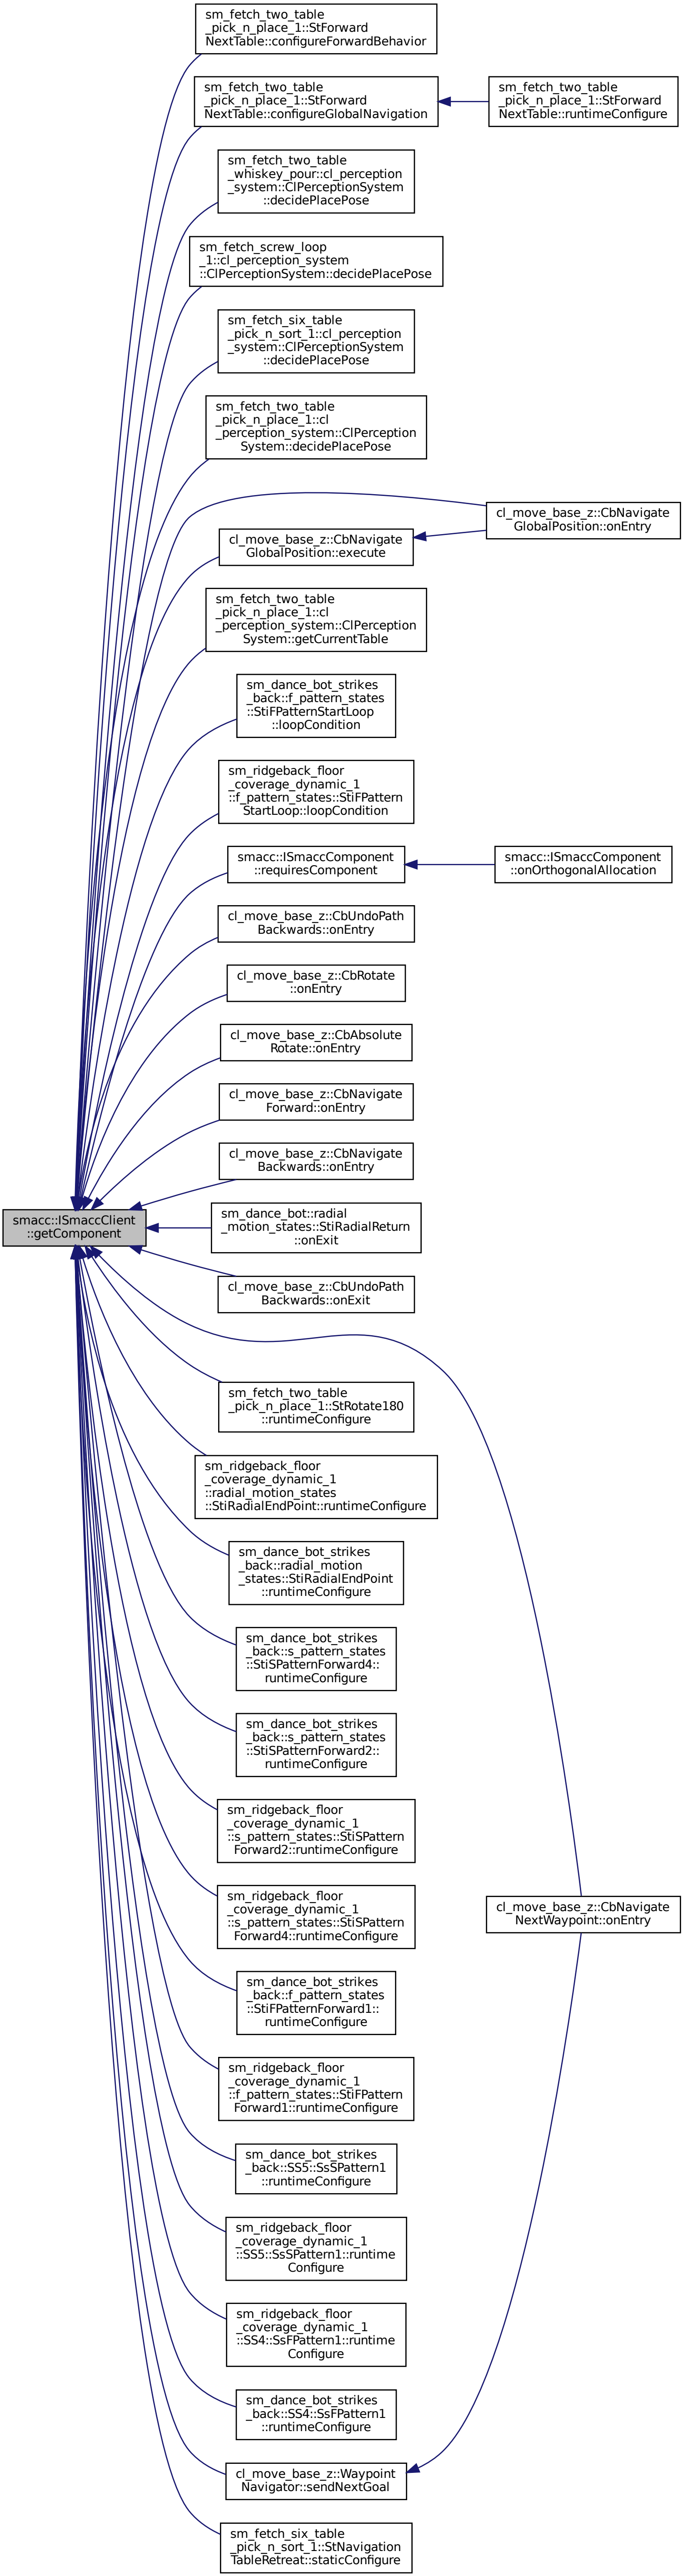 sm_fetch_two_table
_pick_n_place_1::StForward
NextTable::configureForwardBehavior
sm_fetch_two_table
_pick_n_place_1::StForward
NextTable::configureGlobalNavigation
sm_fetch_two_table
_pick_n_place_1::StForward
NextTable::runtimeConfigure
sm_fetch_two_table
_whiskey_pour::cl_perception
_system::ClPerceptionSystem
::decidePlacePose
sm_fetch_screw_loop
_1::cl_perception_system
::ClPerceptionSystem::decidePlacePose
sm_fetch_six_table
_pick_n_sort_1::cl_perception
_system::ClPerceptionSystem
::decidePlacePose
sm_fetch_two_table
_pick_n_place_1::cl
_perception_system::ClPerception
System::decidePlacePose
cl_move_base_z::CbNavigate
GlobalPosition::onEntry
cl_move_base_z::CbNavigate
GlobalPosition::execute
sm_fetch_two_table
_pick_n_place_1::cl
_perception_system::ClPerception
System::getCurrentTable
sm_dance_bot_strikes
_back::f_pattern_states
::StiFPatternStartLoop
::loopCondition
sm_ridgeback_floor
_coverage_dynamic_1
::f_pattern_states::StiFPattern
StartLoop::loopCondition
smacc::ISmaccComponent
::requiresComponent
smacc::ISmaccComponent
::onOrthogonalAllocation
cl_move_base_z::CbUndoPath
Backwards::onEntry
cl_move_base_z::CbRotate
::onEntry
cl_move_base_z::CbAbsolute
Rotate::onEntry
cl_move_base_z::CbNavigate
Forward::onEntry
cl_move_base_z::CbNavigate
Backwards::onEntry
smacc::ISmaccClient
::getComponent
sm_dance_bot::radial
_motion_states::StiRadialReturn
::onExit
cl_move_base_z::CbUndoPath
Backwards::onExit
sm_fetch_two_table
_pick_n_place_1::StRotate180
::runtimeConfigure
sm_ridgeback_floor
_coverage_dynamic_1
::radial_motion_states
::StiRadialEndPoint::runtimeConfigure
sm_dance_bot_strikes
_back::radial_motion
_states::StiRadialEndPoint
::runtimeConfigure
sm_dance_bot_strikes
_back::s_pattern_states
::StiSPatternForward4::
runtimeConfigure
sm_dance_bot_strikes
_back::s_pattern_states
::StiSPatternForward2::
runtimeConfigure
sm_ridgeback_floor
_coverage_dynamic_1
::s_pattern_states::StiSPattern
Forward2::runtimeConfigure
sm_ridgeback_floor
_coverage_dynamic_1
::s_pattern_states::StiSPattern
Forward4::runtimeConfigure
cl_move_base_z::CbNavigate
NextWaypoint::onEntry
sm_dance_bot_strikes
_back::f_pattern_states
::StiFPatternForward1::
runtimeConfigure
sm_ridgeback_floor
_coverage_dynamic_1
::f_pattern_states::StiFPattern
Forward1::runtimeConfigure
sm_dance_bot_strikes
_back::SS5::SsSPattern1
::runtimeConfigure
sm_ridgeback_floor
_coverage_dynamic_1
::SS5::SsSPattern1::runtime
Configure
sm_ridgeback_floor
_coverage_dynamic_1
::SS4::SsFPattern1::runtime
Configure
sm_dance_bot_strikes
_back::SS4::SsFPattern1
::runtimeConfigure
cl_move_base_z::Waypoint
Navigator::sendNextGoal
sm_fetch_six_table
_pick_n_sort_1::StNavigation
TableRetreat::staticConfigure